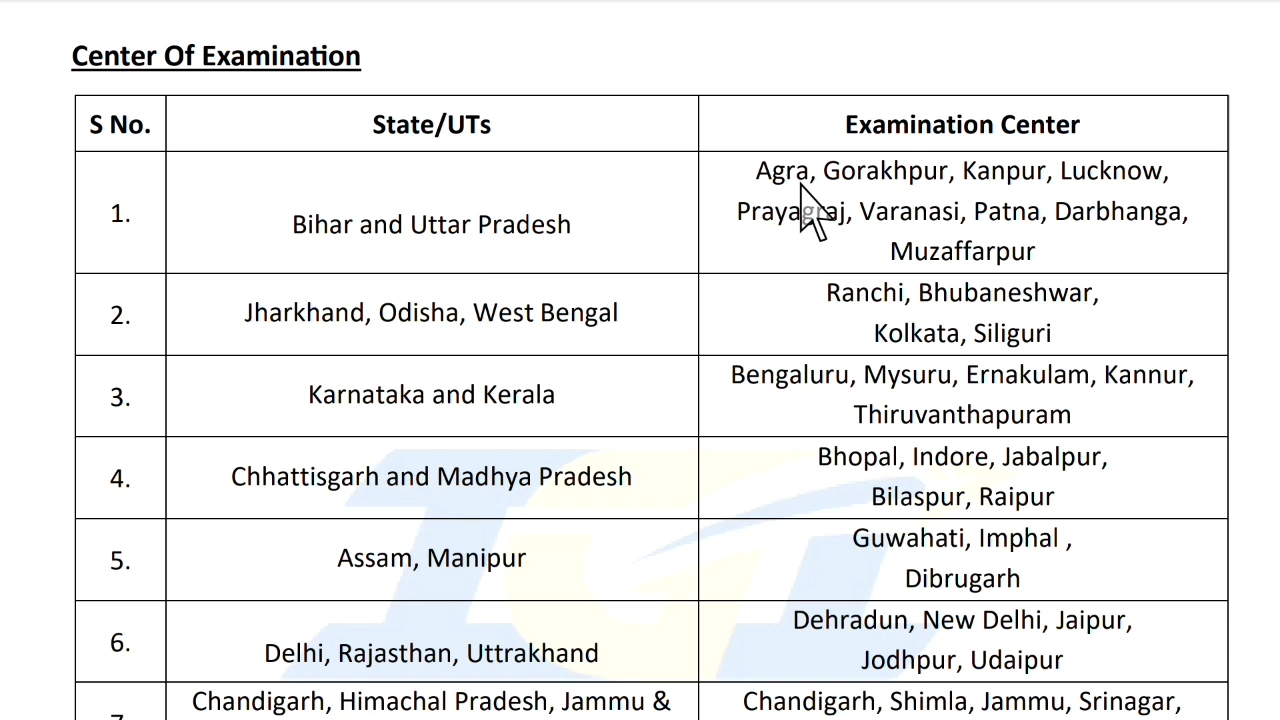 Center Of Examination
S No. State/UTs Examination Center
1. Bihar and Uttar Pradesh Agra, Gorakhpur, Kanpur, Lucknow,
Prayagraj, Varanasi, Patna, Darbhanga,
Muzaffarpur
2. Jharkhand, Odisha, West Bengal Ranchi, Bhubaneshwar,
Kolkata, Siliguri
3. Karnataka and Kerala Bengaluru, Mysuru, Ernakulam, Kannur,
Thiruvanthapuram
4. Chhattisgarh and Madhya Pradesh Bhopal, Indore, Jabalpur,
Bilaspur, Raipur
5. Assam, Manipur Guwahati, Imphal ,
Dibrugarh
6. Delhi, Rajasthan, Uttrakhand Dehradun, New Delhi, Jaipur,
Jodhpur, Udaipur
Chandigarh, Himachal Pradesh, Jammu & Chandigarh, Shimla, Jammu, Srinagar,